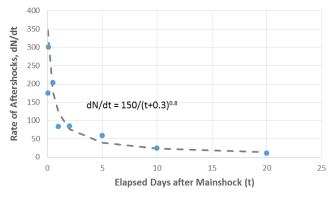 400
350
300
250
200
150
100
50
0
Rate of Aftershocks, dN/dt
dN/dt = 150/(t+0.3)^0.8
0 5 10 15 20 25
Elapsed Days after Mainshock (t)